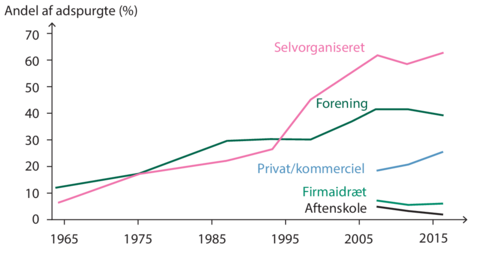 Andel af adspurgte (%)
70
60
50
40
30
20
10
0
Selvorganiseret
Forening
Privat/kommerciel
Firmaidræt
Aftenskole
1965 1975 1985 1995 2005 2015